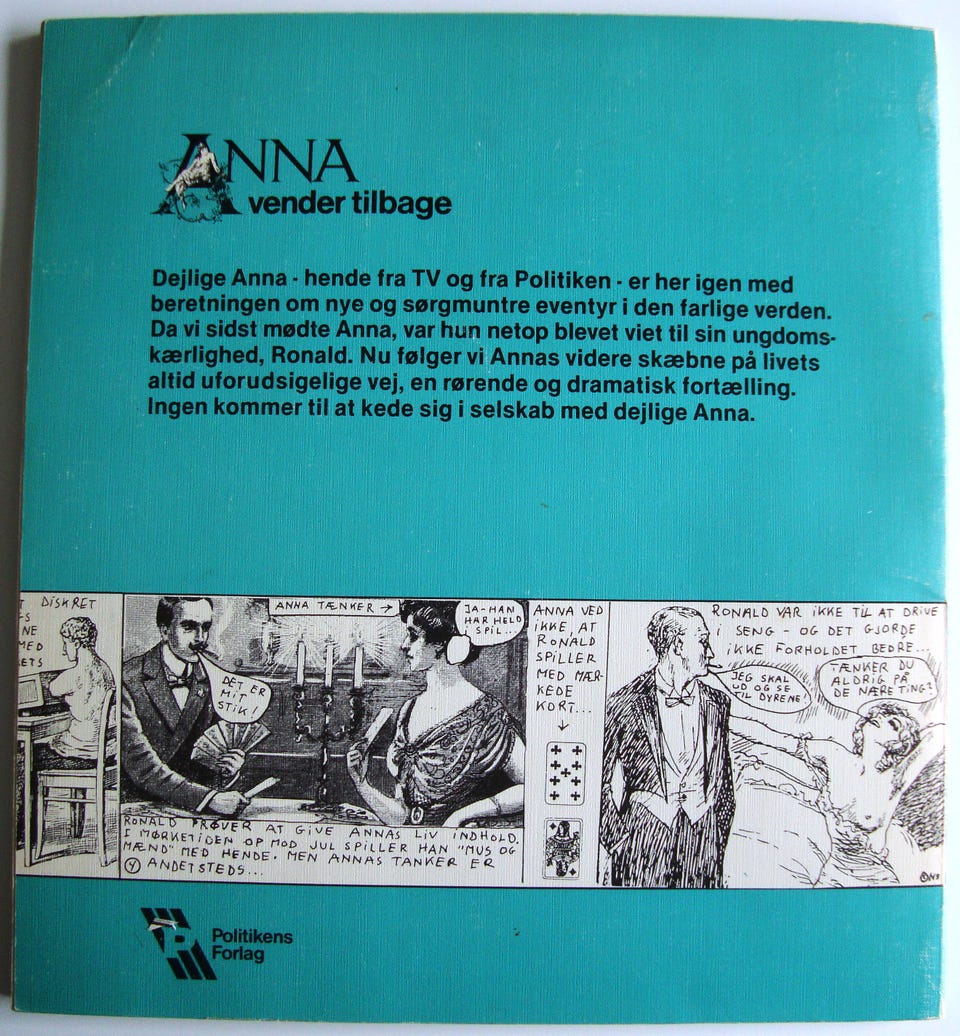 ANNA
vender tilbage
Dejlige Anna - hende fra TV og fra Politiken - er her igen med
beretningen om nye og sørgmuntre eventyr i den farlige verden.
Da vi sidst mødte Anna, var hun netop blevet viet til sin ungdoms-
kærlighed, Ronald. Nu følger vi Annas videre skæbne på livets
altid uforudsigelige vej, en rørende og dramatisk fortælling.
Ingen kommer til at kede sig i selskab med dejlige Anna.
T DISKRET
NE
MED
ETS
ANNA TÆNKER →
JA-HAN
HAR HELD
I SPIL...
DET ER
MIT
STIK!
RONALD PRØVER AT GIVE ANNAS LIV INDHOLD.
I MØRKEMIDEN OP MOD JUL SPILLER HAN "MUS OG
MÆND" MED HENDE. MEN ANNAS TANKER ER
ANDETSTEDS...
ANNA VED
IKKE, AT
RONALD
SPILLER
MED MÆR-
KEDE
KORT...
RONALD VAR IKKE TIL AT DRIVE
I SENG - OG DET GJORDE
IKKE FORHOLDET BEDRE...
JEG SKAL
UD OG SE
TIL DYRENE!
TÆNKER DU
ALDRIG PÅ
DE NÆRE TING?
P
Politikens
Forlag